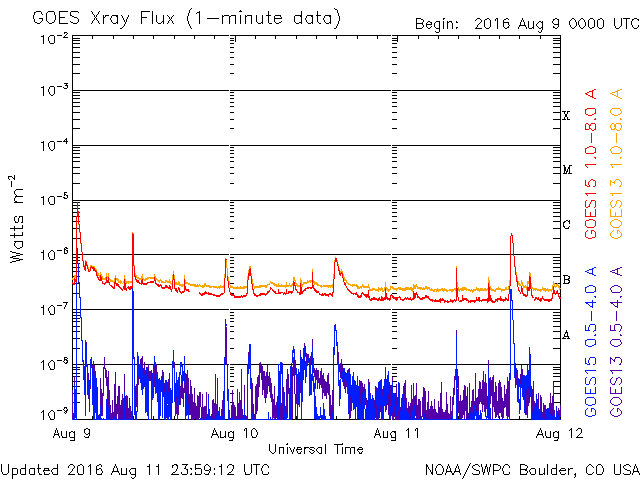 GOES Xray Flux (1-minute data)
Begin: 2016 Aug 9 0000 UTC
10-2
10-3
10-4
10-5
10-6
10-7
10-8
10-9
Watts m-2
X
M
C
B
A
GOES15 1.0-8.0 A
GOES13 1.0-8.0 A
GOES15 0.5-4.0 A
GOES13 0.5-4.0 A
Aug 9
Aug 10
Aug 11
Aug 12
Universal Time
Updated 2016 Aug 11 23:59:12 UTC
NOAA/SWPC Boulder, CO USA